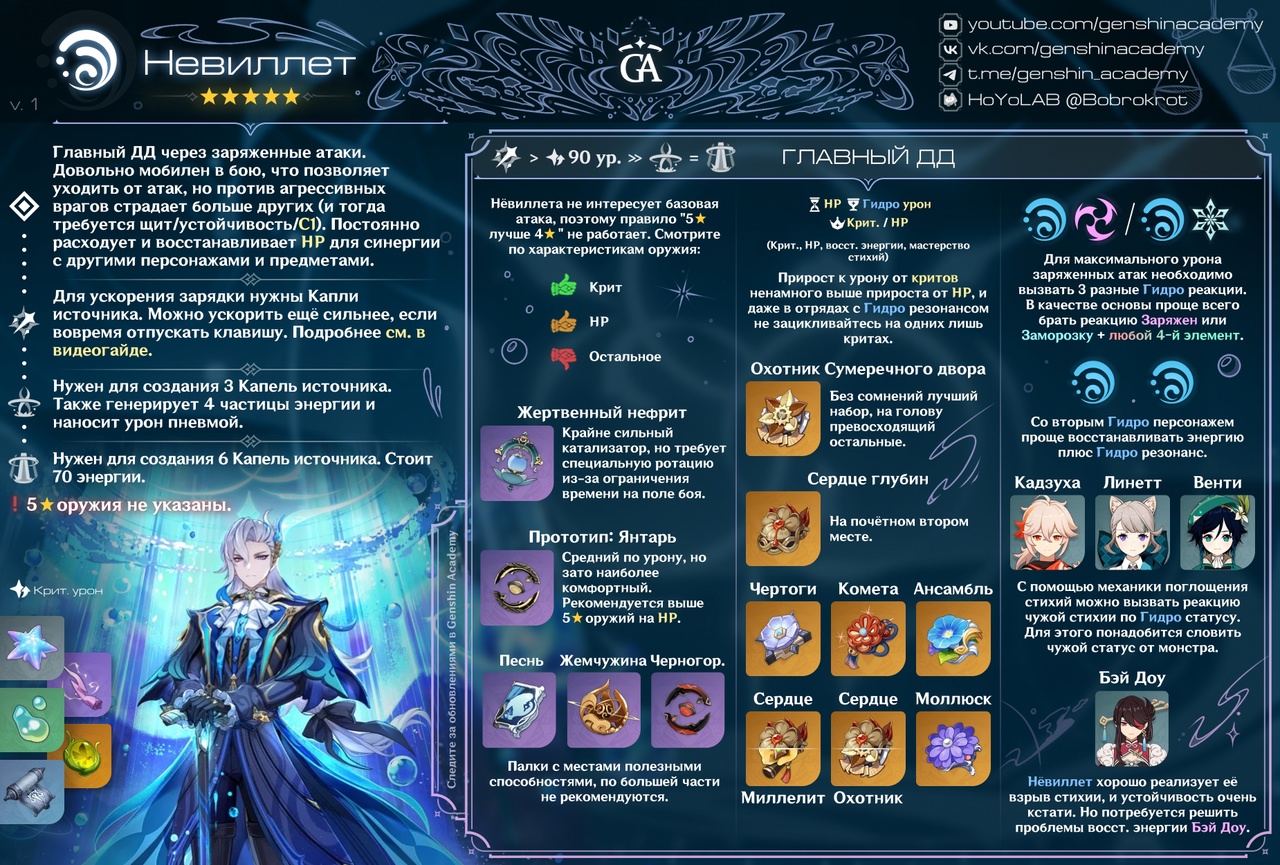 Невиллет
v. 1
GA
youtube.com/genshinacademy
vk.com/genshinacademy
t.me/genshin_academy
HoYoLAB @Bobrokrot
Главный ДД через заряженные атаки.
Довольно мобилен в бою, что позволяет
уходить от атак, но против агрессивных
врагов страдает больше других (и тогда
требуется щит/устойчивость/С1). Постоянно
расходует и восстанавливает HP для синергии
с другими персонажами и предметами.
Для ускорения зарядки нужны Капли
источника. Можно ускорить ещё сильнее, если
вовремя отпускать клавишу. Подробнее см. в
видеогайде.
Нужен для создания 3 Капель источника.
Также генерирует 4 частицы энергии и
наносит урон пневмой.
Нужен для создания 6 Капель источника. Стоит
70 энергии.
❗ 5★оружия не указаны.
Крит. урон
Следите за обновлениями в Genshin Academy
> 90 ур. » =
ГЛАВНЫЙ ДД
Нёвиллета не интересует базовая
атака, поэтому правило "5★
лучше 4★" не работает. Смотрите
по характеристикам оружия:
Крит
HP
Остальное
Жертвенный нефрит
Крайне сильный
катализатор, но требует
специальную ротацию
из-за ограничения
времени на поле боя.
Прототип: Янтарь
Средний по урону, но
зато наиболее
комфортный.
Рекомендуется выше
5★оружий на HP.
Песнь
Жемчужина
Черногор.
Палки с местами полезными
способностями, по большей части
не рекомендуются.
HP Гидро урон
Крит. / HP
(Крит., HP, восст. энергии, мастерство
стихий)
Прирост к урону от критов
ненамного выше прироста от HP, и
даже в отрядах с Гидро резонансом
не зацикливайтесь на одних лишь
критах.
Охотник Сумеречного двора
Без сомнений лучший
набор, на голову
превосходящий
остальные.
Сердце глубин
На почётном втором
месте.
Чертоги
Комета
Ансамбль
Сердце
Сердце
Моллюск
Миллелит
Охотник
/
Для максимального урона
заряженных атак необходимо
вызвать 3 разные Гидро реакции.
В качестве основы проще всего
брать реакцию Заряжен или
Заморозку + любой 4-й элемент.
Со вторым Гидро персонажем
проще восстанавливать энергию
плюс Гидро резонанс.
Кадзуха
Линетт
Венти
С помощью механики поглощения
стихий можно вызвать реакцию
чужой стихии по Гидро статусу.
Для этого понадобится словить
чужой статус от монстра.
Бэй Доу
Нёвиллет хорошо реализует её
взрыв стихии, и устойчивость очень
кстати. Но потребуется решить
проблемы восст. энергии Бэй Доу.